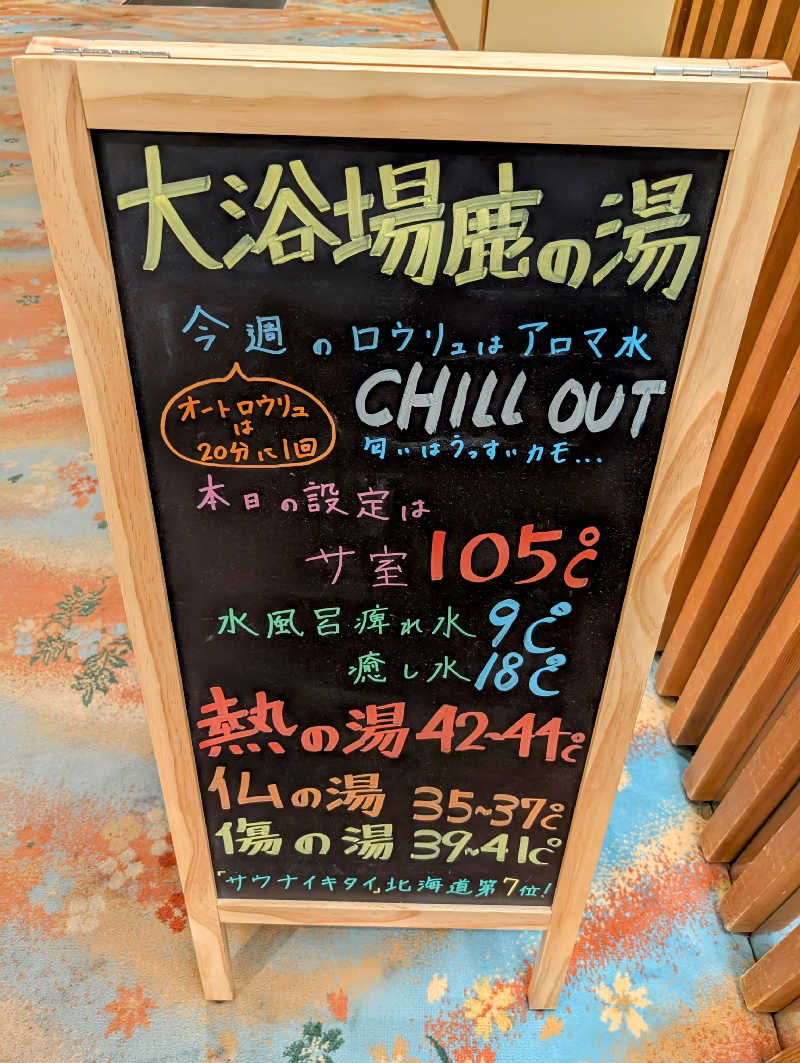 大浴場鹿の湯
今週のロウリュはアロマ水
オートロウリュ
は
20分に1回
CHILL OUT
匂いはうっすいカモ...
本日の設定は
サ室 105℃
水風呂痺れ水 9℃
癒し水 18℃
熱の湯 42~44℃
仏の湯 35~37℃
傷の湯 39~41℃
「サウナイキタイ」北海道第7位!